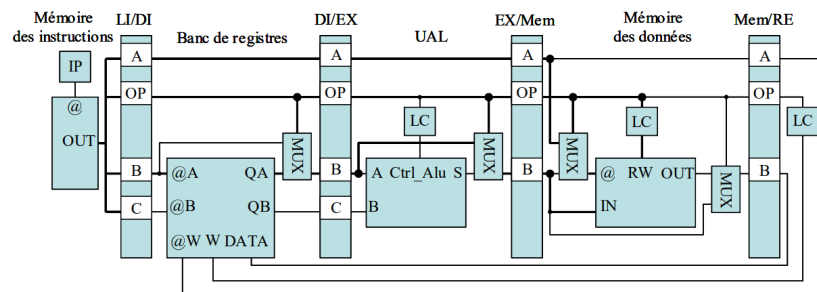 Mémoire
des instructions
LI/DI
Banc de registres
DI/EX
UAL
EX/Mem
Mémoire
des données
Mem/RE
IP
@
OUT
A
OP
B
C
@A
@B
@W
W
DATA
QA
QB
MUX
A
OP
B
C
LC
A
Ctrl_Alu
S
B
MUX
A
OP
B
MUX
LC
@
RW
OUT
IN
MUX
A
OP
B
LC